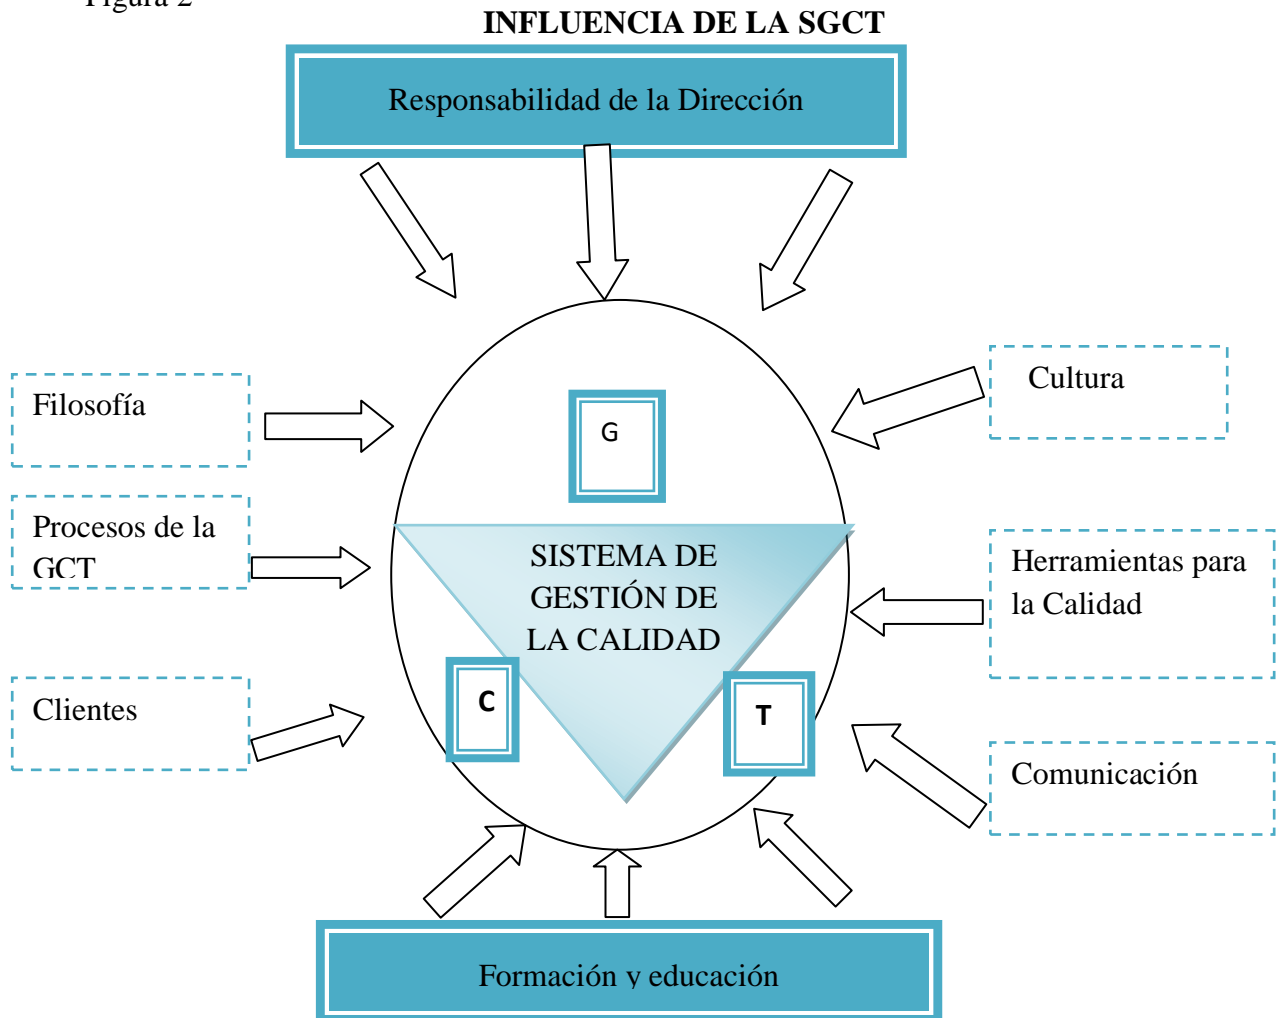 Figura 2
INFLUENCIA DE LA SGCT
Responsabilidad de la Dirección
Filosofía
Cultura
G
Procesos de la
GCT
SISTEMA DE
GESTIÓN DE
LA CALIDAD
Herramientas para
la Calidad
Clientes
C
T
Comunicación
Formación y educación